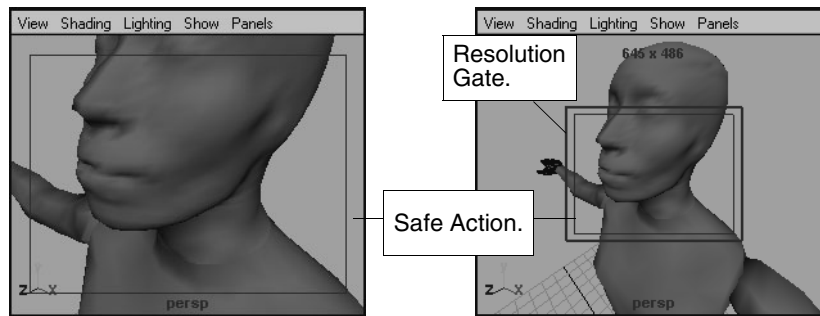 View Shading Lighting Show Panels
View Shading Lighting Show Panels
Resolution
Gate.
645 x 486
Safe Action.
Z X
persp
Z X
persp